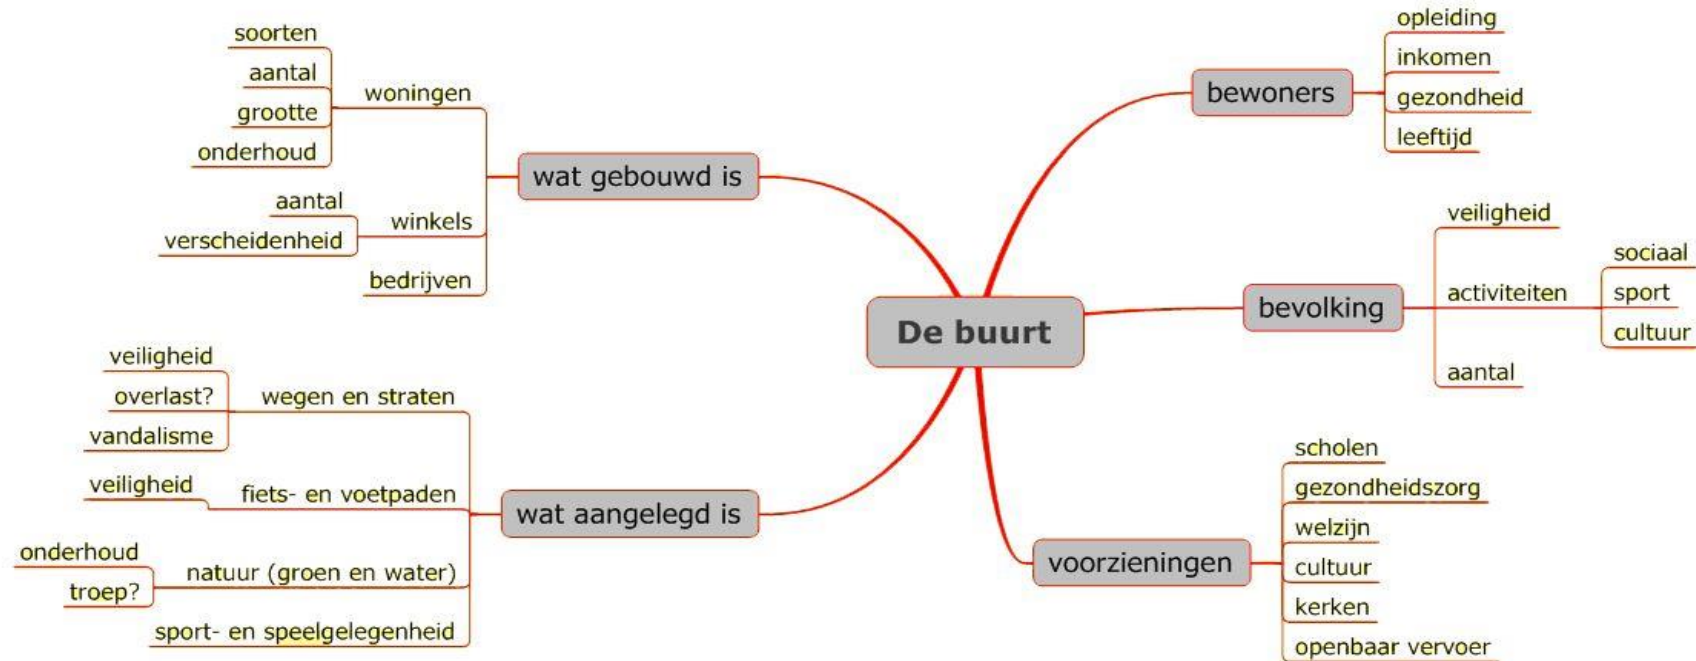 De buurt
wat gebouwd is
woningen
soorten
aantal
grootte
onderhoud
winkels
aantal
verscheidenheid
bedrijven
wat aangelegd is
wegen en straten
veiligheid
overlast?
vandalisme
fiets- en voetpaden
veiligheid
natuur (groen en water)
onderhoud
troep?
sport- en speelgelegenheid
bewoners
opleiding
inkomen
gezondheid
leeftijd
bevolking
veiligheid
activiteiten
sociaal
sport
cultuur
aantal
voorzieningen
scholen
gezondheidszorg
welzijn
cultuur
kerken
openbaar vervoer